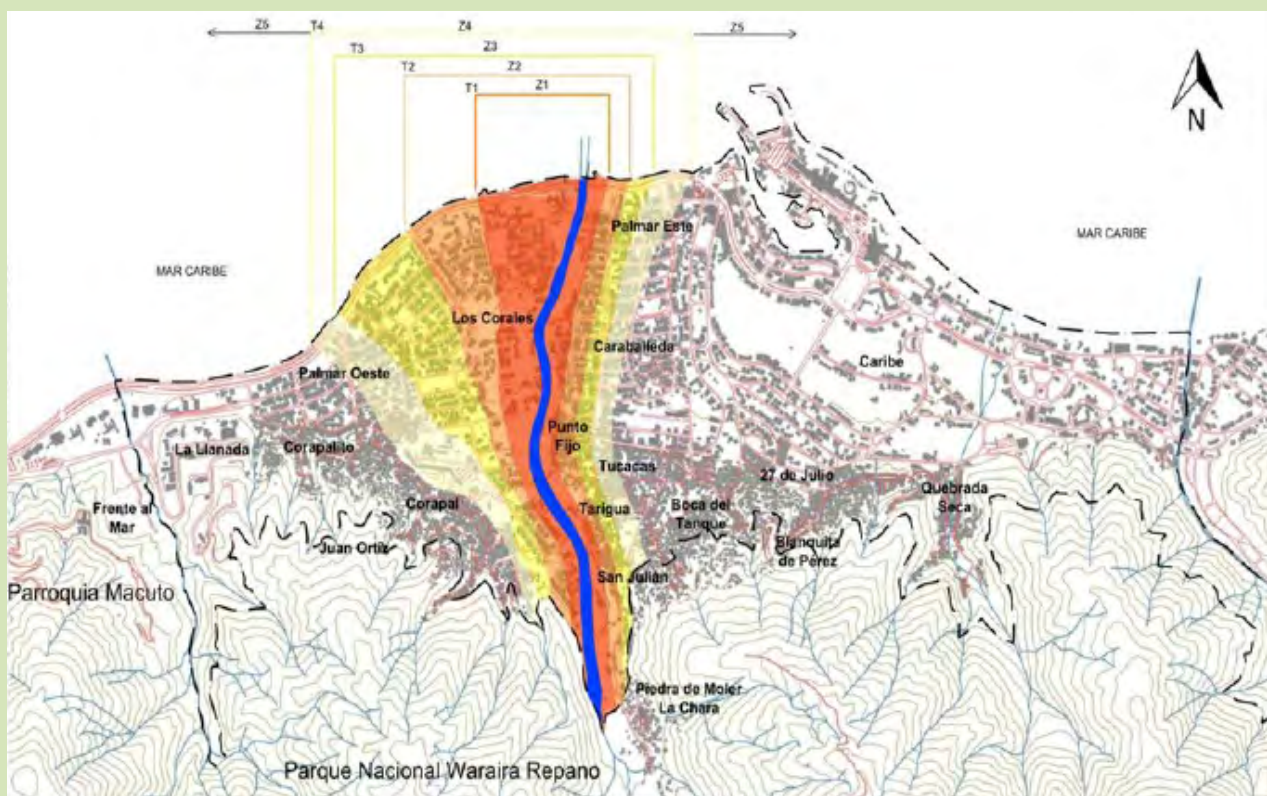 Z5
T4
Z4
Z5
T3
Z3
T2
Z2
T1
Z1
N
Palmar Este
MAR CARIBE
MAR CARIBE
Los Corales
Caraballeda
Caribe
Palmar Oeste
Punto
Fijo
La Llanada
Corapalito
Tucacas
27 de Julio
Quebrada
Seca
Frente al
Mar
Corapal
Tarigua
Boca del
Tanque
Juan Ortiz
Blanquita
de Pérez
San Julián
Parroquia Macuto
Piedra de Moler
La Chara
Parque Nacional Waraira Repano